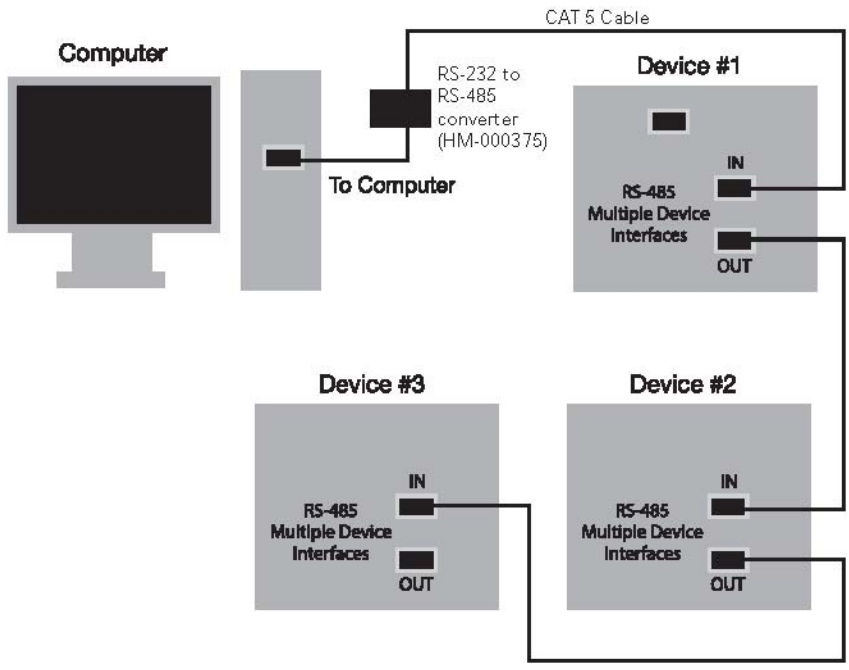 CAT 5 Cable
Computer
RS-232 to
RS-485
converter
(HM-000375)
To Computer
Device #1
IN
RS-485
Multiple Device
Interfaces
OUT
Device #3
IN
RS-485
Multiple Device
Interfaces
OUT
Device #2
IN
RS-485
Multiple Device
Interfaces
OUT